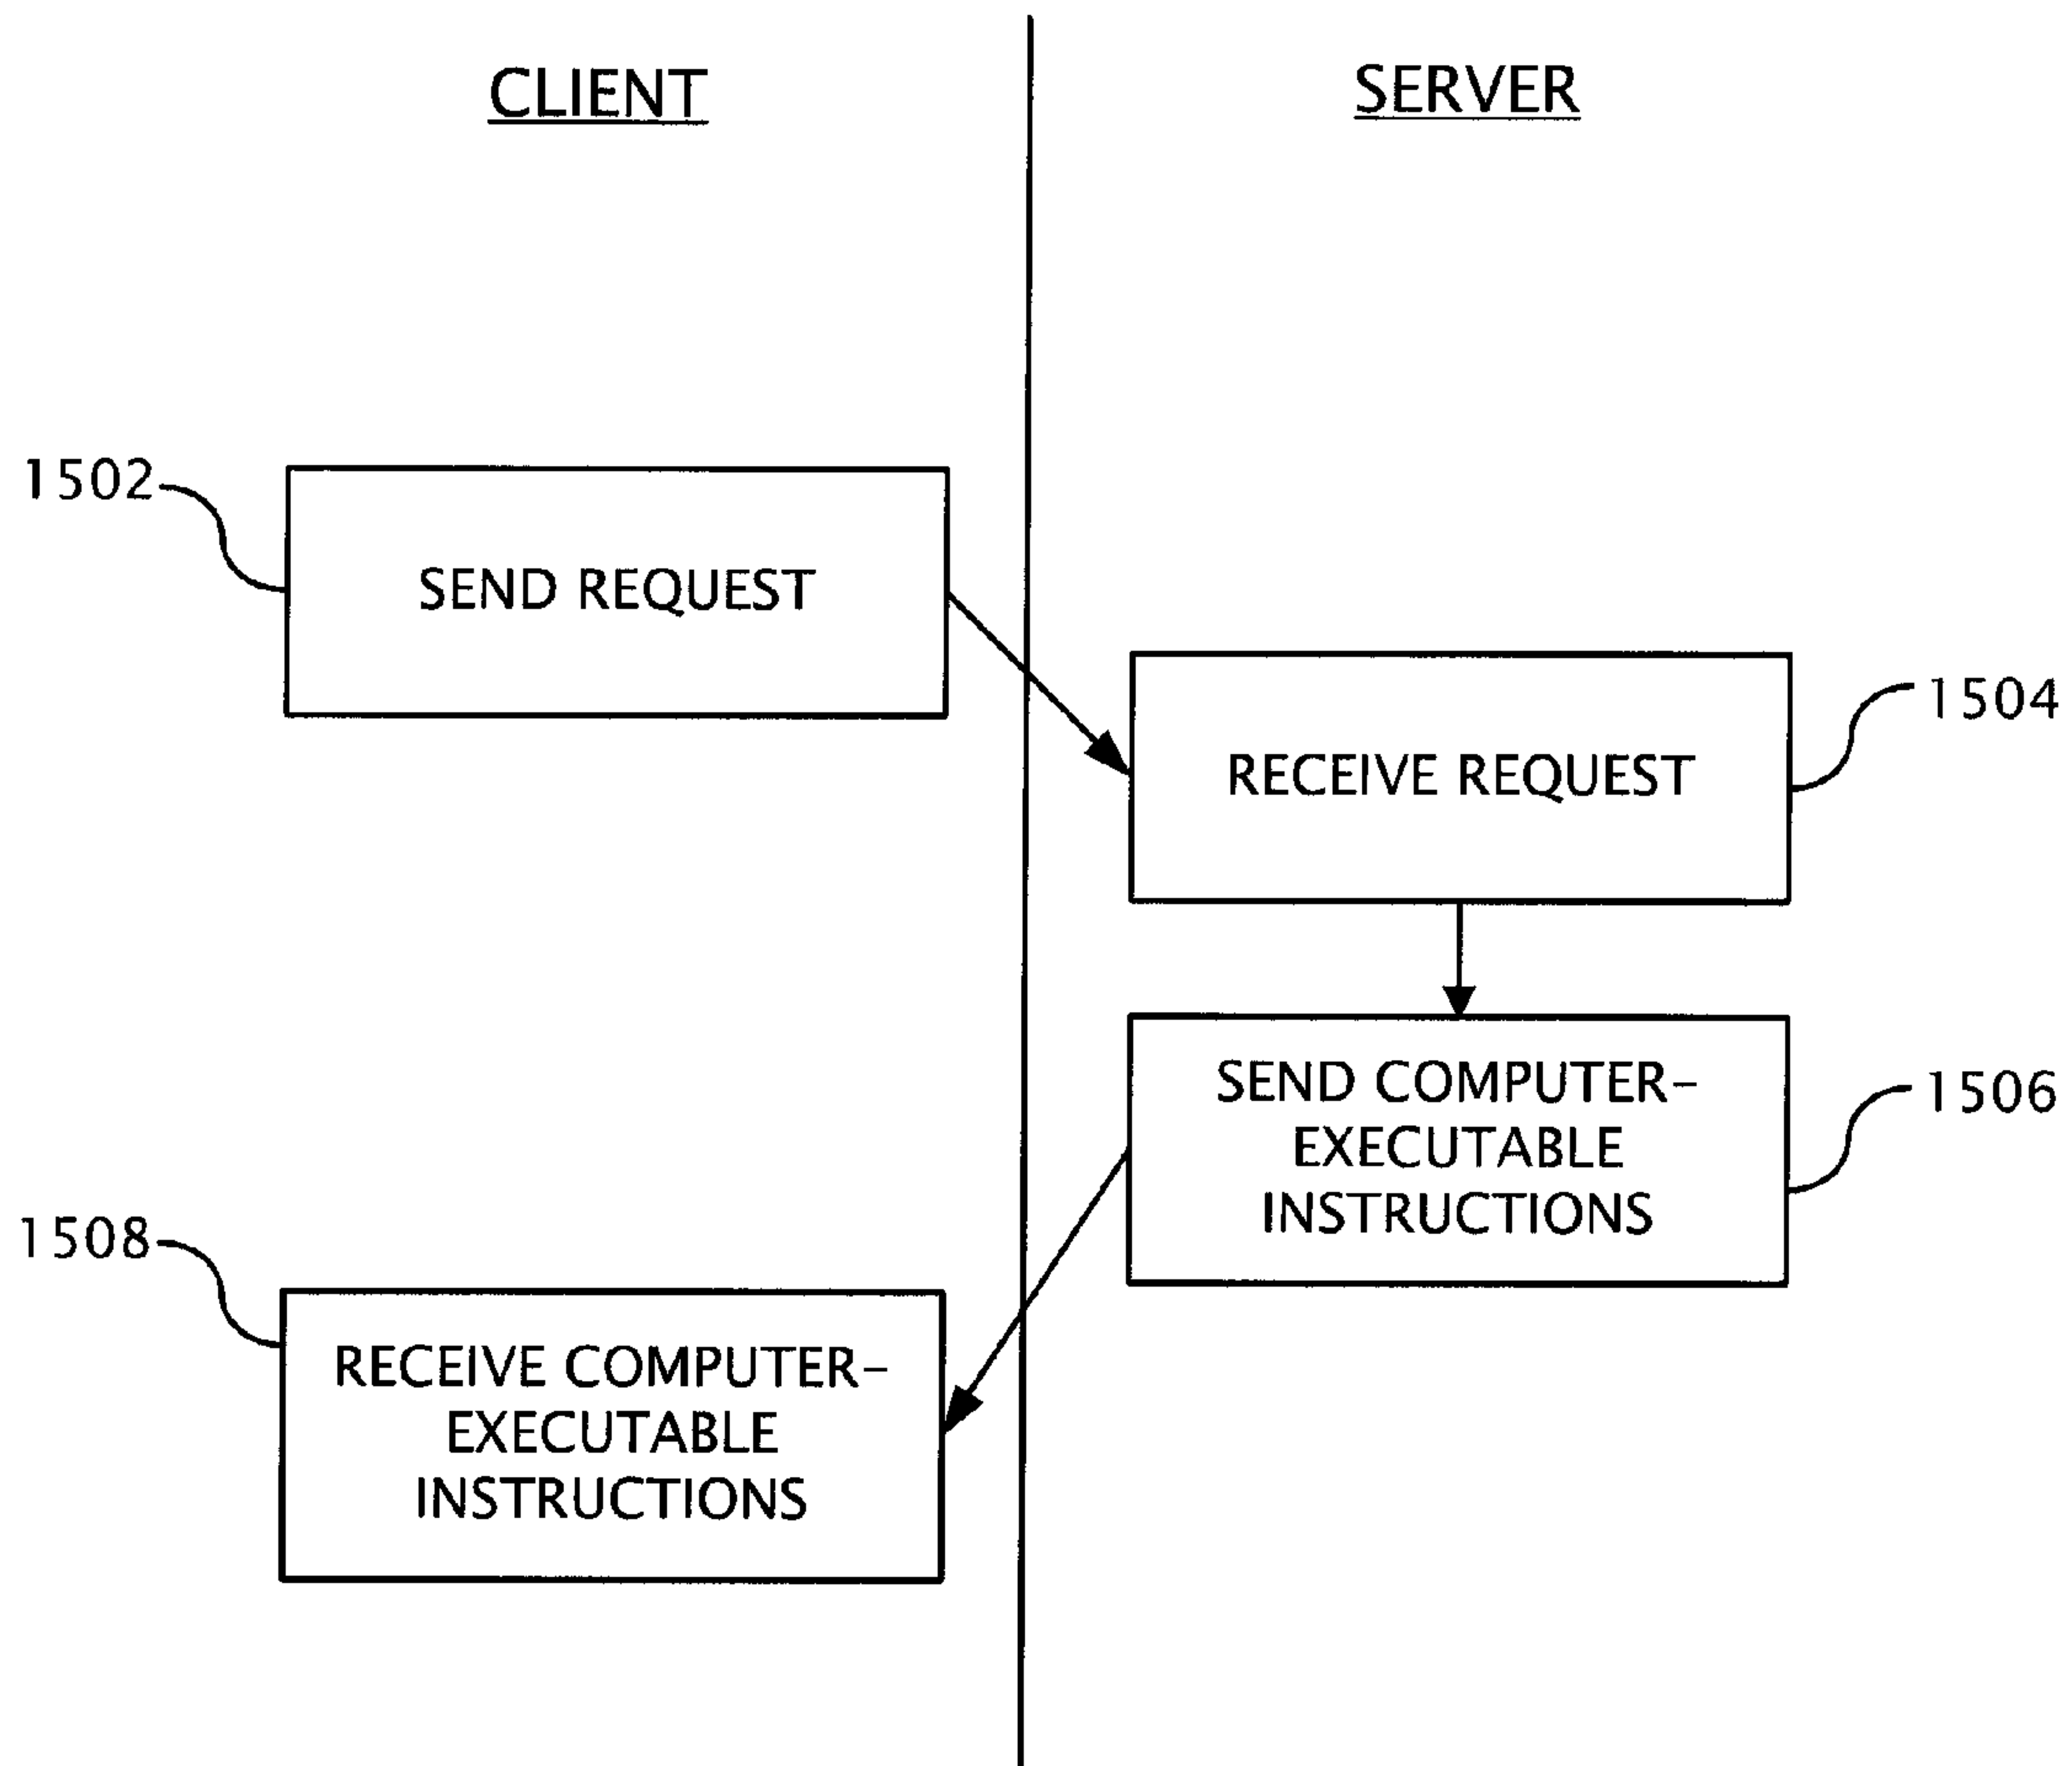 CLIENT
SERVER
1502
SEND REQUEST
1504
RECEIVE REQUEST
1506
SEND COMPUTER-
EXECUTABLE
INSTRUCTIONS
1508
RECEIVE COMPUTER-
EXECUTABLE
INSTRUCTIONS